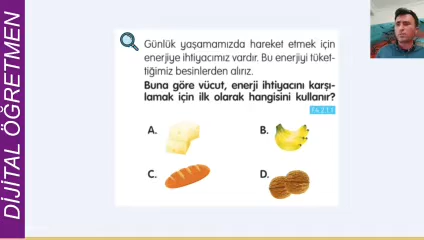 DİJİTAL ÖĞRETMEN
Günlük yaşamamızda hareket etmek için
enerjiye ihtiyacımız vardır. Bu enerjiyi tüket-
tiğimiz besinlerden alırız.
Buna göre vücut, enerji ihtiyacını karşı-
lamak için ilk olarak hangisini kullanır?
A.
B.
C.
D.